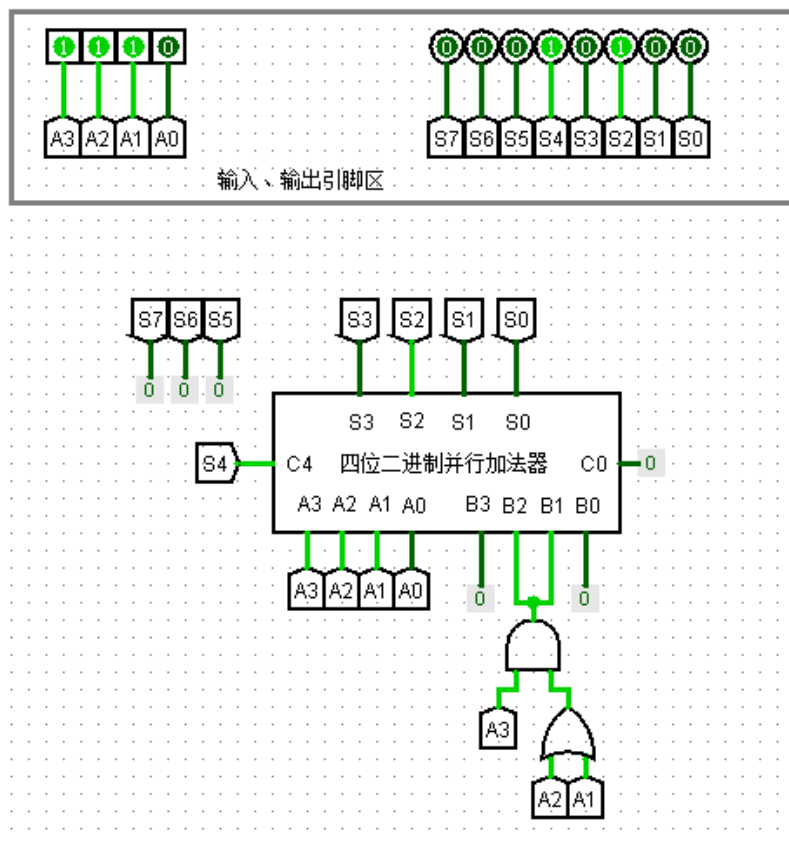 1 1 1 0 0 0 0 1 0 1 0 0
A3 A2 A1 A0 S7 S6 S5 S4 S3 S2 S1 S0
输入、输出引脚区
S7 S6 S5 S3 S2 S1 S0
0 0 0
S3 S2 S1 S0
S4 C4 四位二进制并行加法器 C0 0
A3 A2 A1 A0 B3 B2 B1 B0
A3 A2 A1 A0 0 0
A3
A2 A1